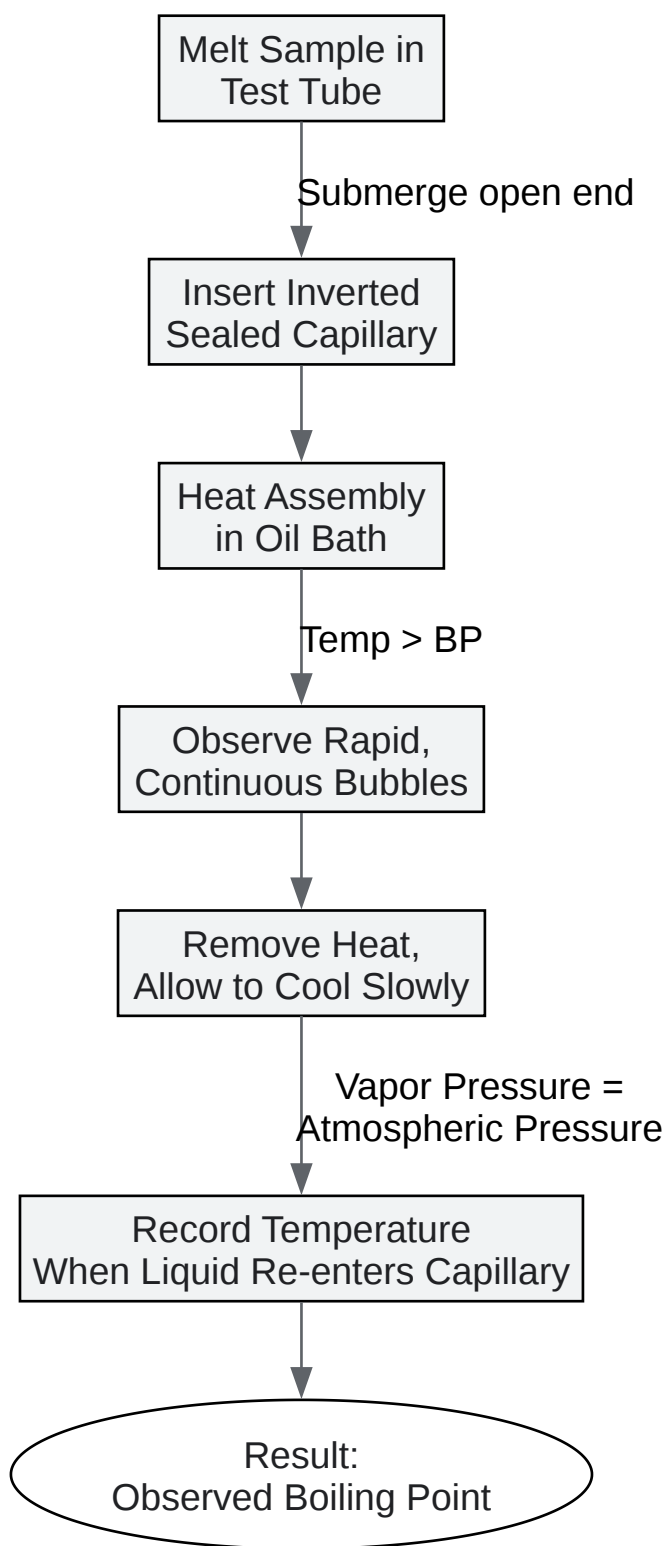 Melt Sample in
Test Tube
Submerge open end
Insert Inverted
Sealed Capillary
Heat Assembly
in Oil Bath
Temp > BP
Observe Rapid,
Continuous Bubbles
Remove Heat,
Allow to Cool Slowly
Vapor Pressure =
Atmospheric Pressure
Record Temperature
When Liquid Re-enters Capillary
Result:
Observed Boiling Point